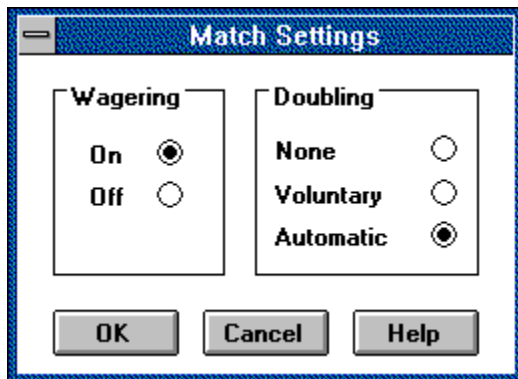 Match Settings
Wagering
On
Off
Doubling
None
Voluntary
Automatic
OK
Cancel
Help